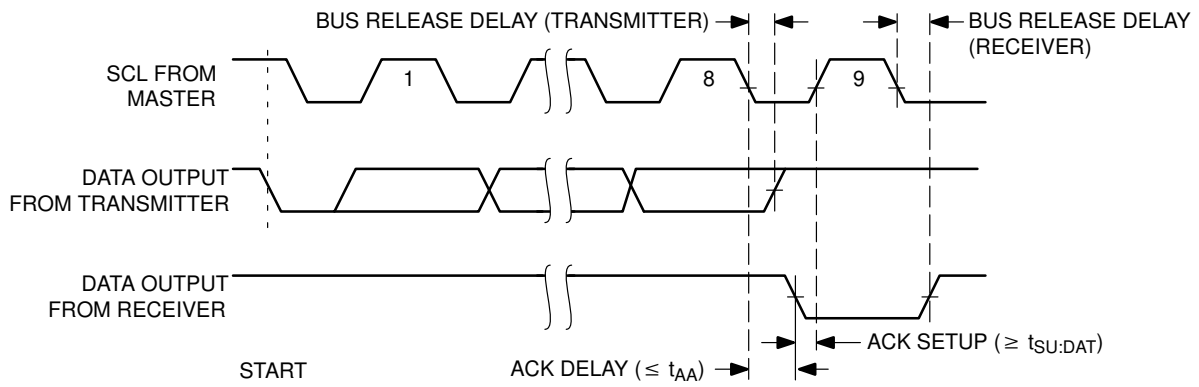 BUS RELEASE DELAY (TRANSMITTER)
BUS RELEASE DELAY
(RECEIVER)
SCL FROM
MASTER
1
8
9
DATA OUTPUT
FROM TRANSMITTER
DATA OUTPUT
FROM RECEIVER
ACK SETUP (≥ tSU:DAT)
START
ACK DELAY (≤ tAA)